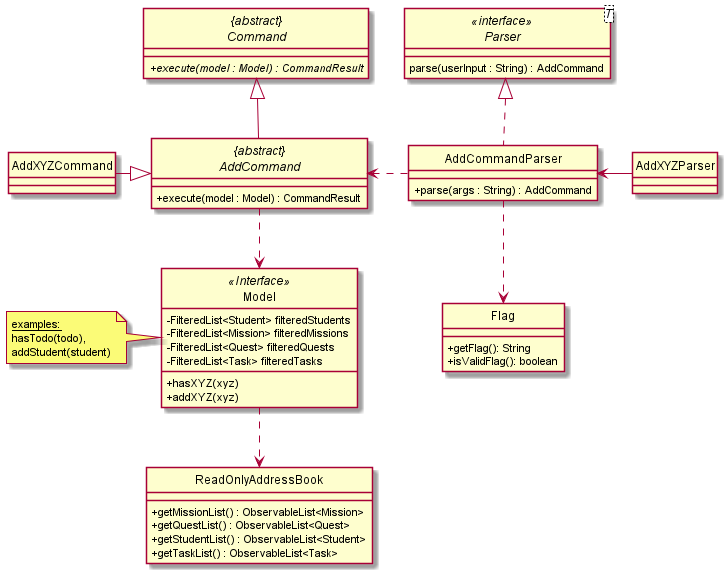 {abstract}
Command
+execute(model : Model) : CommandResult
«interface»
Parser
T
parse(userInput : String) : AddCommand
AddXYZCommand
{abstract}
AddCommand
+execute(model : Model) : CommandResult
AddCommandParser
+parse(args : String) : AddCommand
AddXYZParser
«Interface»
Model
-FilteredList<Student> filteredStudents
-FilteredList<Mission> filteredMissions
-FilteredList<Quest> filteredQuests
-FilteredList<Task> filteredTasks
+hasXYZ(xyz)
+addXYZ(xyz)
examples:
hasTodo(todo),
addStudent(student)
Flag
+getFlag(): String
+isValidFlag(): boolean
ReadOnlyAddressBook
+getMissionList() : ObservableList<Mission>
+getQuestList() : ObservableList<Quest>
+getStudentList() : ObservableList<Student>
+getTaskList() : ObservableList<Task>